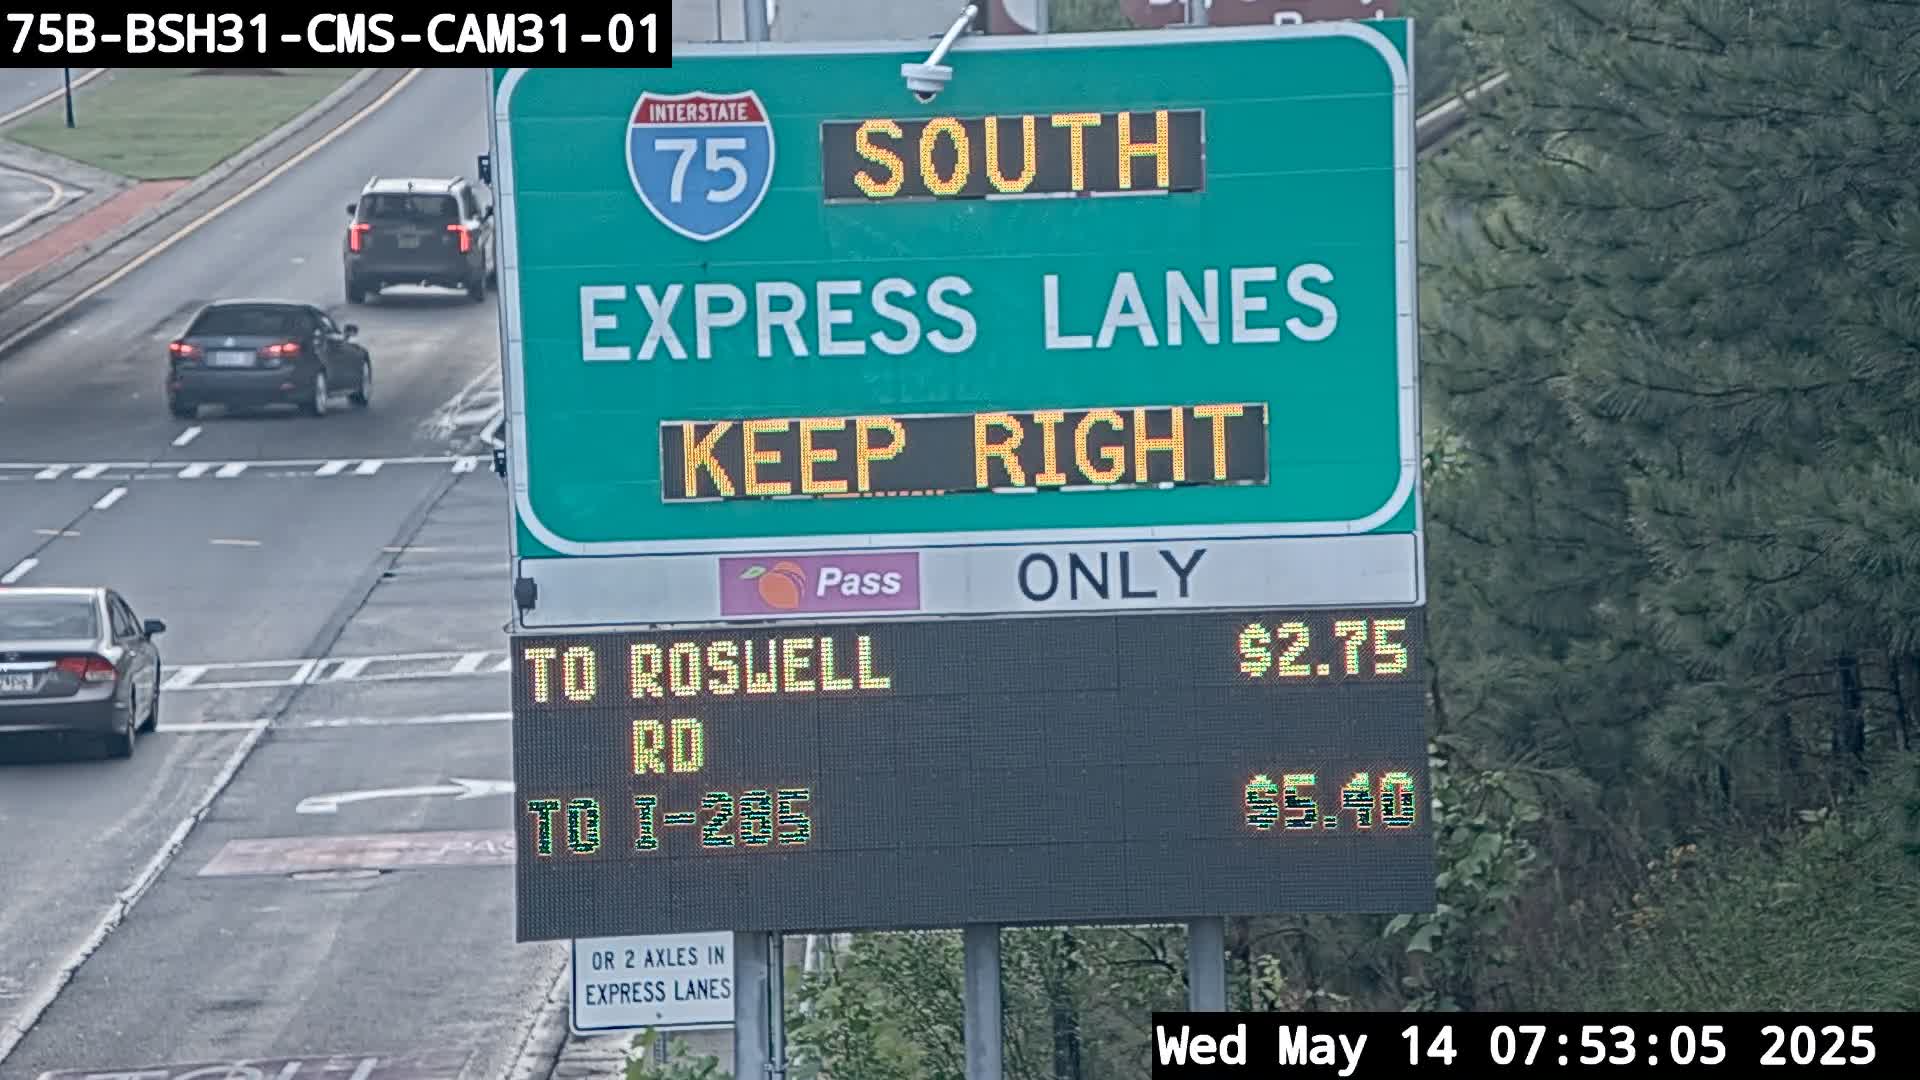 75B-BSH31-CMS-CAM31-01
INTERSTATE
75
SOUTH
EXPRESS LANES
KEEP RIGHT
Pass ONLY
TO ROSWELL $2.75
RD
TO I-285 $5.40
OR 2 AXLES IN
EXPRESS LANES
Wed May 14 07:53:05 2025